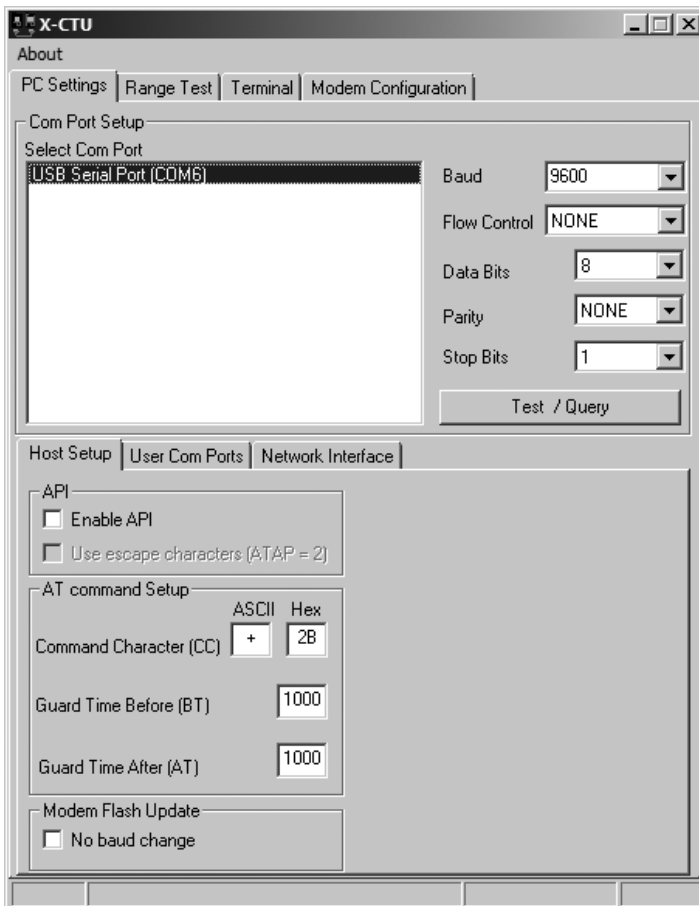 X-CTU
About
PC Settings Range Test Terminal Modem Configuration
Com Port Setup
Select Com Port
USB Serial Port (COM6)
Baud 9600
Flow Control NONE
Data Bits 8
Parity NONE
Stop Bits 1
Test / Query
Host Setup User Com Ports Network Interface
API
Enable API
Use escape characters (ATAP = 2)
AT command Setup
ASCII Hex
Command Character (CC) + 2B
Guard Time Before (BT) 1000
Guard Time After (AT) 1000
Modem Flash Update
No baud change